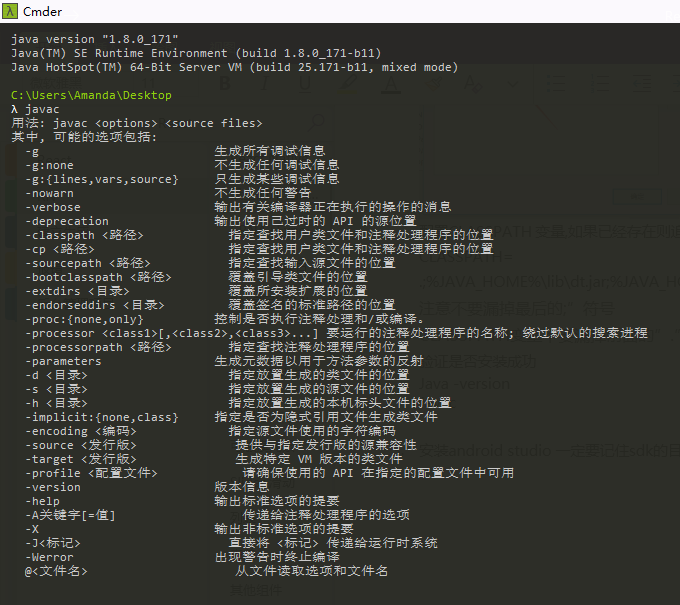 Cmder
java version "1.8.0_171"
Java(TM) SE Runtime Environment (build 1.8.0_171-b11)
Java HotSpot(TM) 64-Bit Server VM (build 25.171-b11, mixed mode)
C:\Users\Amanda\Desktop
λ javac
用法: javac <options> <source files>
其中, 可能的选项包括:
-g 生成所有调试信息
-g:none 不生成任何调试信息
-g:{lines,vars,source} 只生成某些调试信息
-nowarn 不生成任何警告
-verbose 输出有关编译器正在执行的操作的消息
-deprecation 输出使用已过时的 API 的源位置
-classpath <路径> 指定查找用户类文件和注释处理程序的位置
-cp <路径> 指定查找用户类文件和注释处理程序的位置
-sourcepath <路径> 指定查找输入源文件的位置
-bootclasspath <路径> 覆盖引导类文件的位置
-extdirs <目录> 覆盖所安装扩展的位置
-endorseddirs <目录> 覆盖签名的标准路径的位置
-proc:{none,only} 控制是否执行注释处理和/或编译。
-processor <class1>[,<class2>,<class3>...] 要运行的注释处理程序的名称; 绕过默认的搜索进程
-processorpath <路径> 指定查找注释处理程序的位置
-parameters 生成元数据以用于方法参数的反射
-d <目录> 指定放置生成的类文件的位置
-s <目录> 指定放置生成的源文件的位置
-h <目录> 指定放置生成的本机标头文件的位置
-implicit:{none,class} 指定是否为隐式引用文件生成类文件
-encoding <编码> 指定源文件使用的字符编码
-source <发行版> 提供与指定发行版的源兼容性
-target <发行版> 生成特定 VM 版本的类文件
-profile <配置文件> 请确保使用的 API 在指定的配置文件中可用
-version 版本信息
-help 输出标准选项的提要
-A关键字[=值] 传递给注释处理程序的选项
-X 输出非标准选项的提要
-J<标记> 直接将 <标记> 传递给运行时系统
-Werror 出现警告时终止编译
@<文件名> 从文件读取选项和文件名